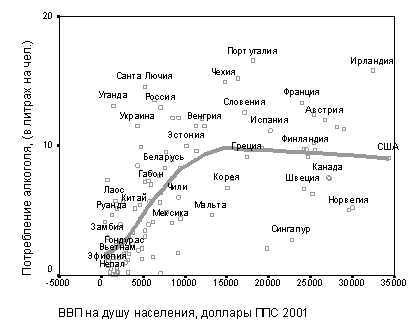 Потребление алкоголя, (в литрах на чел.)
20
Португалия
Ирландия
Чехия
Санта Лючия
Франция
Уганда
Россия
Словения
Австрия
Украина
Венгрия
Испания
Эстония
Финляндия
10
Греция
США
Беларусь
Канада
Габон
Корея
Швеция
Лаос
Чили
Китай
Руанда
Мексика
Мальта
Норвегия
Замбия
Сингапур
Гондурас
Вьетнам
Эфиопия
Непал
0
-5000 0 5000 10000 15000 20000 25000 30000 35000
ВВП на душу населения, доллары ППС 2001